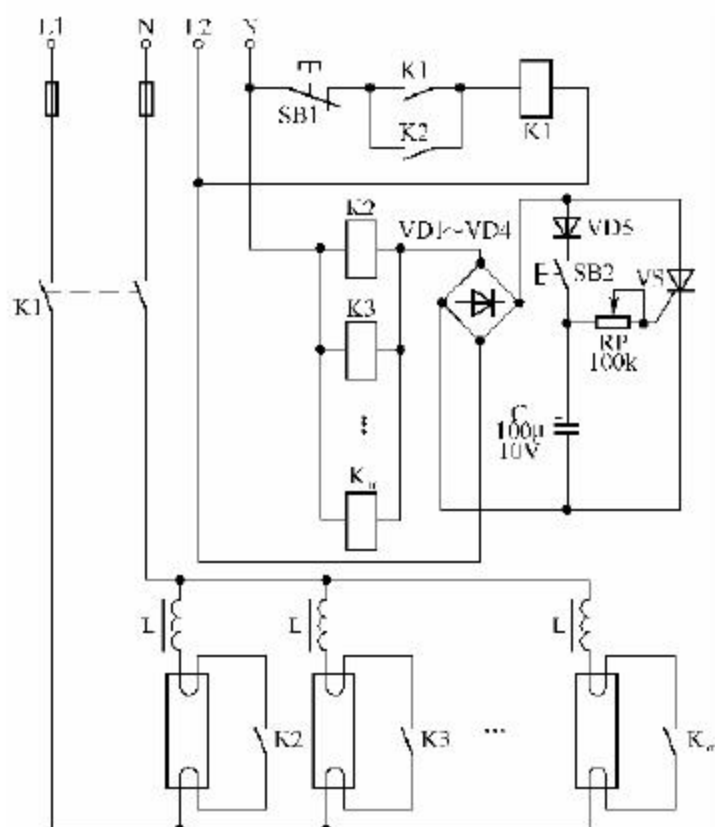 L1 N L2 N
K1
SB1
K2
K1
K2 VD1~VD4
VD5
SB2
VS
K1
K3
RP
100k
C
100μ
10V
Kn
L L L
K2 K3 ... Kn